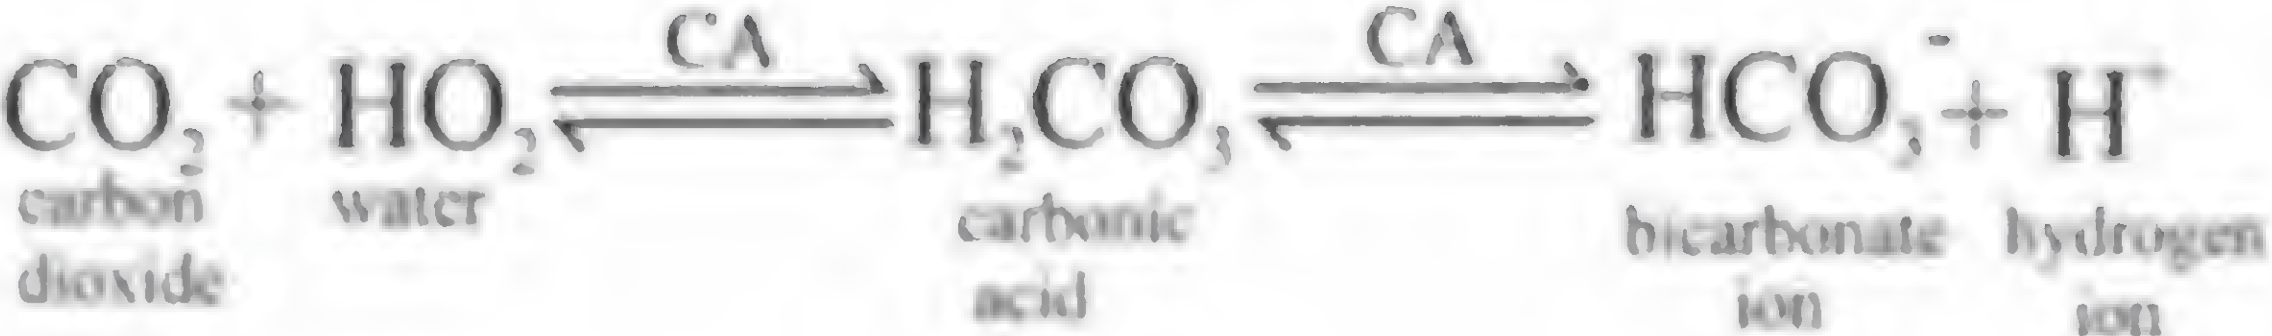 CA CA
CO₂ + HO₂ ⇌ H₂CO₃ ⇌ HCO₃⁻ + H⁺
carbon water carbonic bicarbonate hydrogen
dioxide acid ion ion